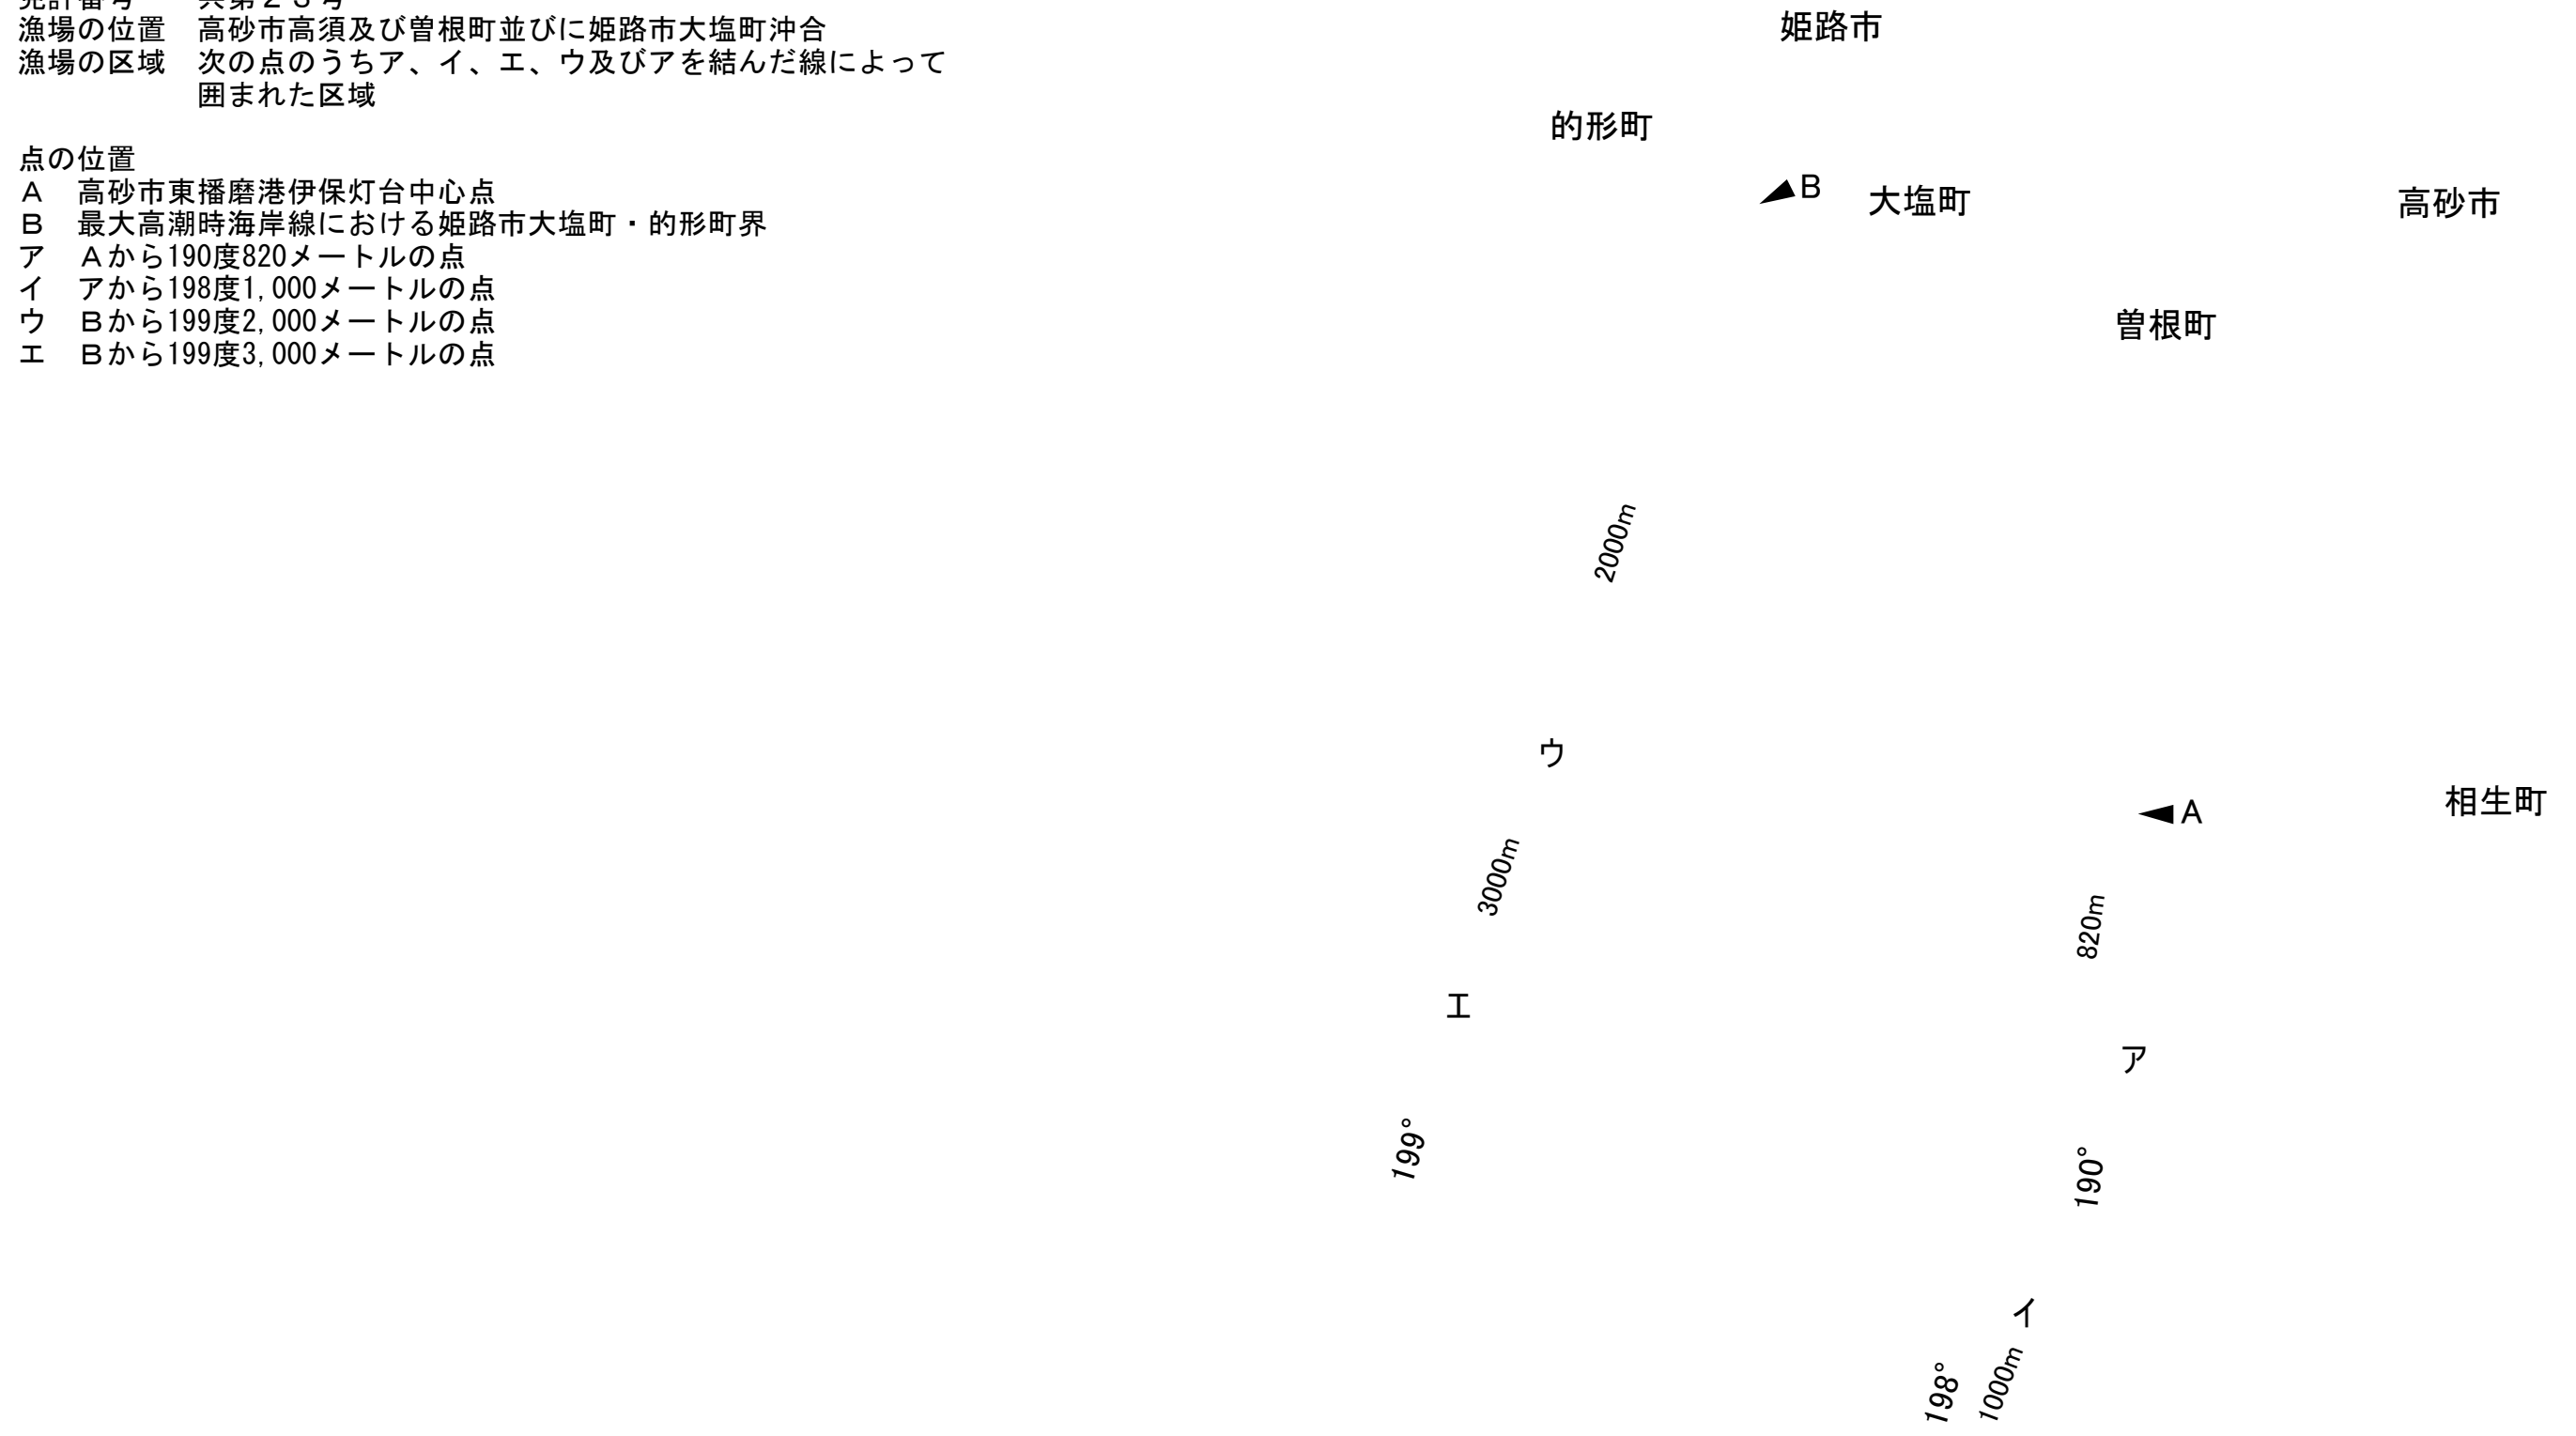 漁場の位置　高砂市高須及び曽根町並びに姫路市大塩町沖合
漁場の区域　次の点のうちア、イ、エ、ウ及びアを結んだ線によって
囲まれた区域
点の位置
Ａ　高砂市東播磨港伊保灯台中心点
Ｂ　最大高潮時海岸線における姫路市大塩町・的形町界
ア　Ａから190度820メートルの点
イ　アから198度1,000メートルの点
ウ　Ｂから199度2,000メートルの点
エ　Ｂから199度3,000メートルの点
姫路市
的形町
B
大塩町
高砂市
曽根町
2000m
ウ
A
相生町
3000m
820m
エ
ア
199°
190°
イ
198°
1000m